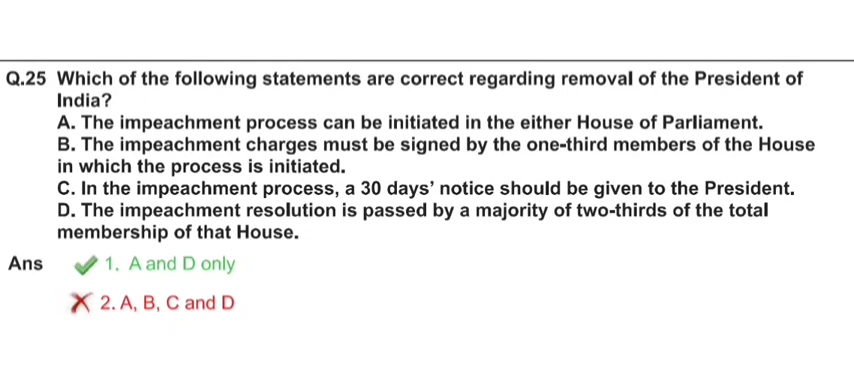 Q.25 Which of the following statements are correct regarding removal of the President of
India?
A. The impeachment process can be initiated in the either House of Parliament.
B. The impeachment charges must be signed by the one-third members of the House
in which the process is initiated.
C. In the impeachment process, a 30 days' notice should be given to the President.
D. The impeachment resolution is passed by a majority of two-thirds of the total
membership of that House.
Ans 1. A and D only
2. A, B, C and D